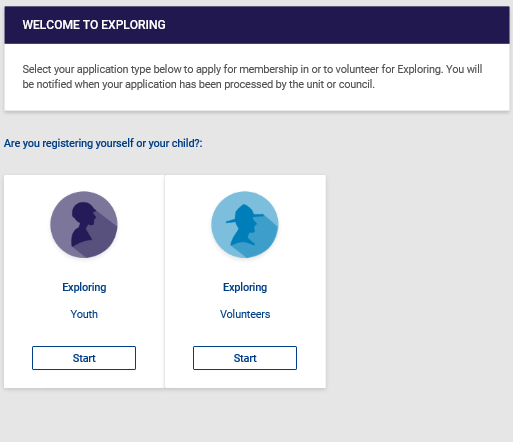 WELCOME TO EXPLORING
Select your application type below to apply for membership in or to volunteer for Exploring. You will
be notified when your application has been processed by the unit or council.
Are you registering yourself or your child?:
Exploring
Youth
Start
Exploring
Volunteers
Start